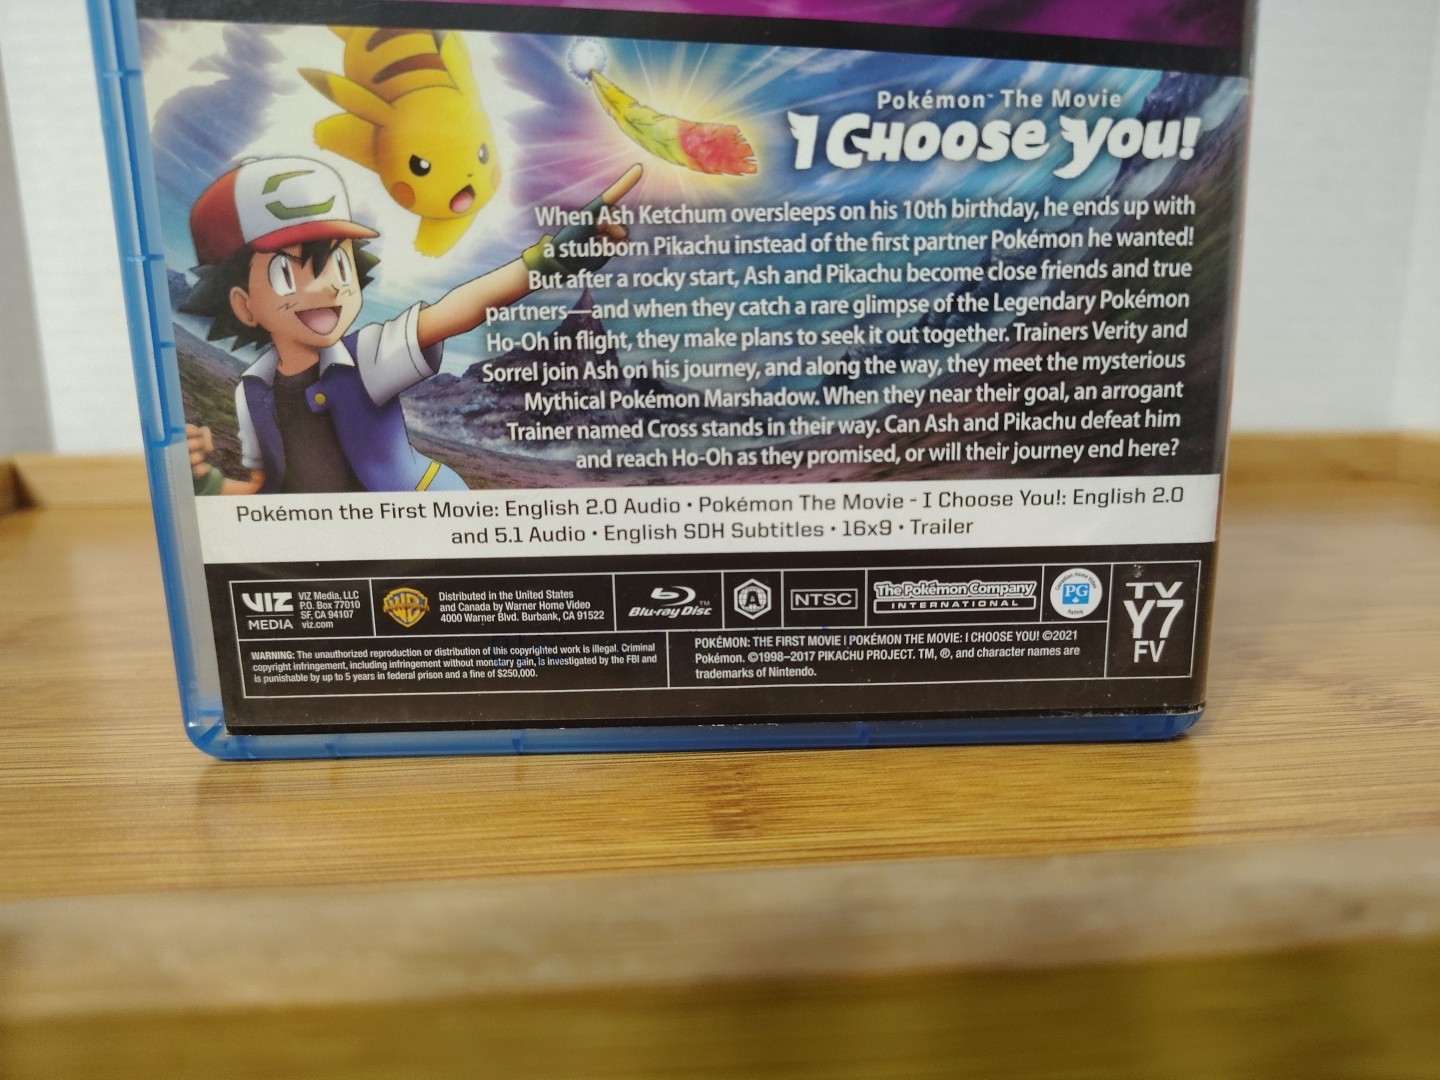 Pokémon™ The Movie
I CHOOSE YOU!
When Ash Ketchum oversleeps on his 10th birthday, he ends up with
a stubborn Pikachu instead of the first partner Pokémon he wanted!
But after a rocky start, Ash and Pikachu become close friends and true
partners—and when they catch a rare glimpse of the Legendary Pokémon
Ho-Oh in flight, they make plans to seek it out together. Trainers Verity and
Sorrel join Ash on his journey, and along the way, they meet the mysterious
Mythical Pokémon Marshadow. When they near their goal, an arrogant
Trainer named Cross stands in their way. Can Ash and Pikachu defeat him
and reach Ho-Oh as they promised, or will their journey end here?
Pokémon the First Movie: English 2.0 Audio • Pokémon The Movie - I Choose You!: English 2.0
and 5.1 Audio • English SDH Subtitles • 16x9 • Trailer
VIZ MEDIA
VIZ Media, LLC
P.O. Box 77010
SF, CA 94107
viz.com
WB
Distributed in the United States
and Canada by Warner Home Video
4000 Warner Blvd. Burbank, CA 91522
Blu-ray Disc™
A
NTSC
The Pokémon Company
INTERNATIONAL
Canadian Home Video
PG
Rated
TV
Y7
FV
WARNING: The unauthorized reproduction or distribution of this copyrighted work is illegal. Criminal
copyright infringement, including infringement without monetary gain, is investigated by the FBI and
is punishable by up to 5 years in federal prison and a fine of $250,000.
POKÉMON: THE FIRST MOVIE | POKÉMON THE MOVIE: I CHOOSE YOU! ©2021
Pokémon. ©1998–2017 PIKACHU PROJECT. TM, ®, and character names are
trademarks of Nintendo.